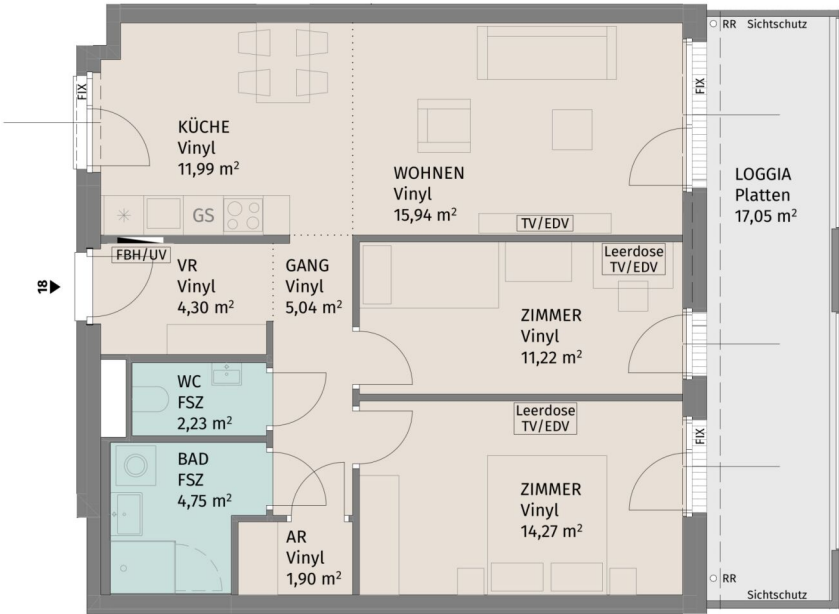 RR Sichtschutz
FIX
FIX
KÜCHE
Vinyl
11,99 m²
WOHNEN
Vinyl
15,94 m²
LOGGIA
Platten
17,05 m²
GS
TV/EDV
FBH/UV
VR
Vinyl
4,30 m²
GANG
Vinyl
5,04 m²
Leerdose
TV/EDV
18
ZIMMER
Vinyl
11,22 m²
WC
FSZ
2,23 m²
Leerdose
TV/EDV
FIX
BAD
FSZ
4,75 m²
ZIMMER
Vinyl
14,27 m²
AR
Vinyl
1,90 m²
RR
Sichtschutz